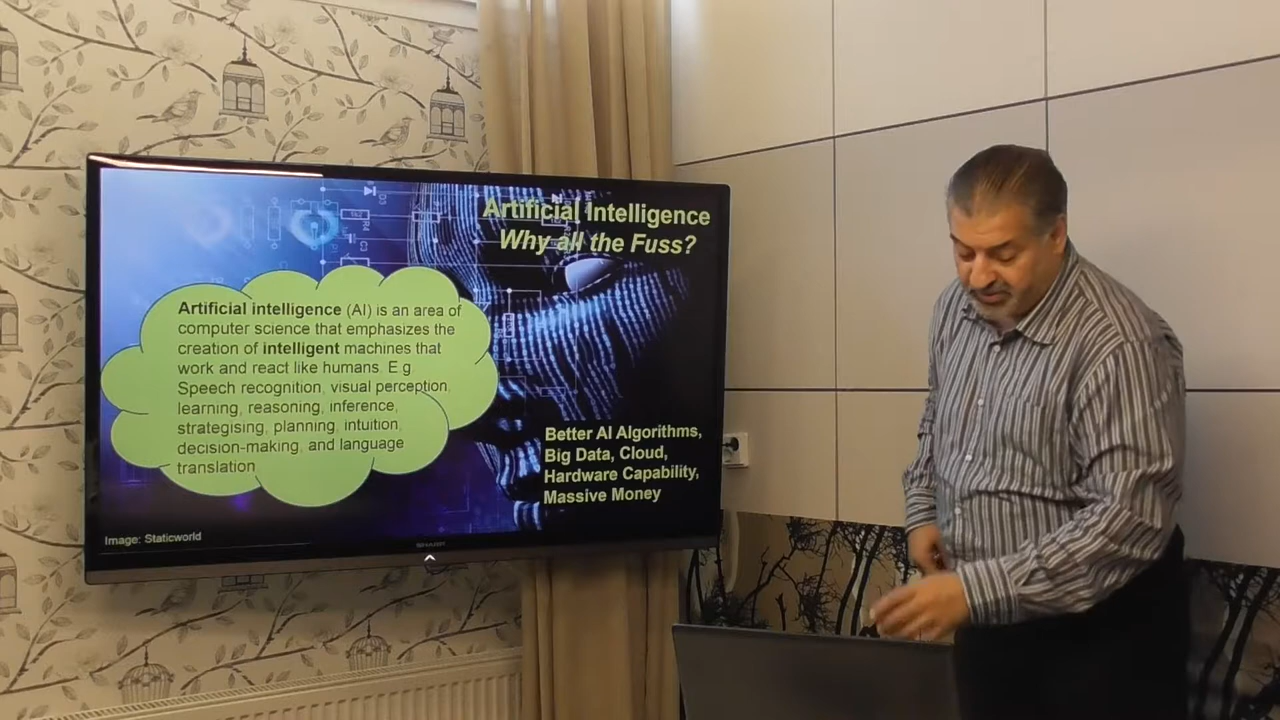 Artificial Intelligence
Why all the Fuss?
Artificial intelligence (AI) is an area of
computer science that emphasizes the
creation of intelligent machines that
work and react like humans. E g
Speech recognition, visual perception,
learning, reasoning, inference,
strategising, planning, intuition,
decision-making, and language
translation
Better AI Algorithms,
Big Data, Cloud,
Hardware Capability,
Massive Money
Image: Staticworld
SHARP